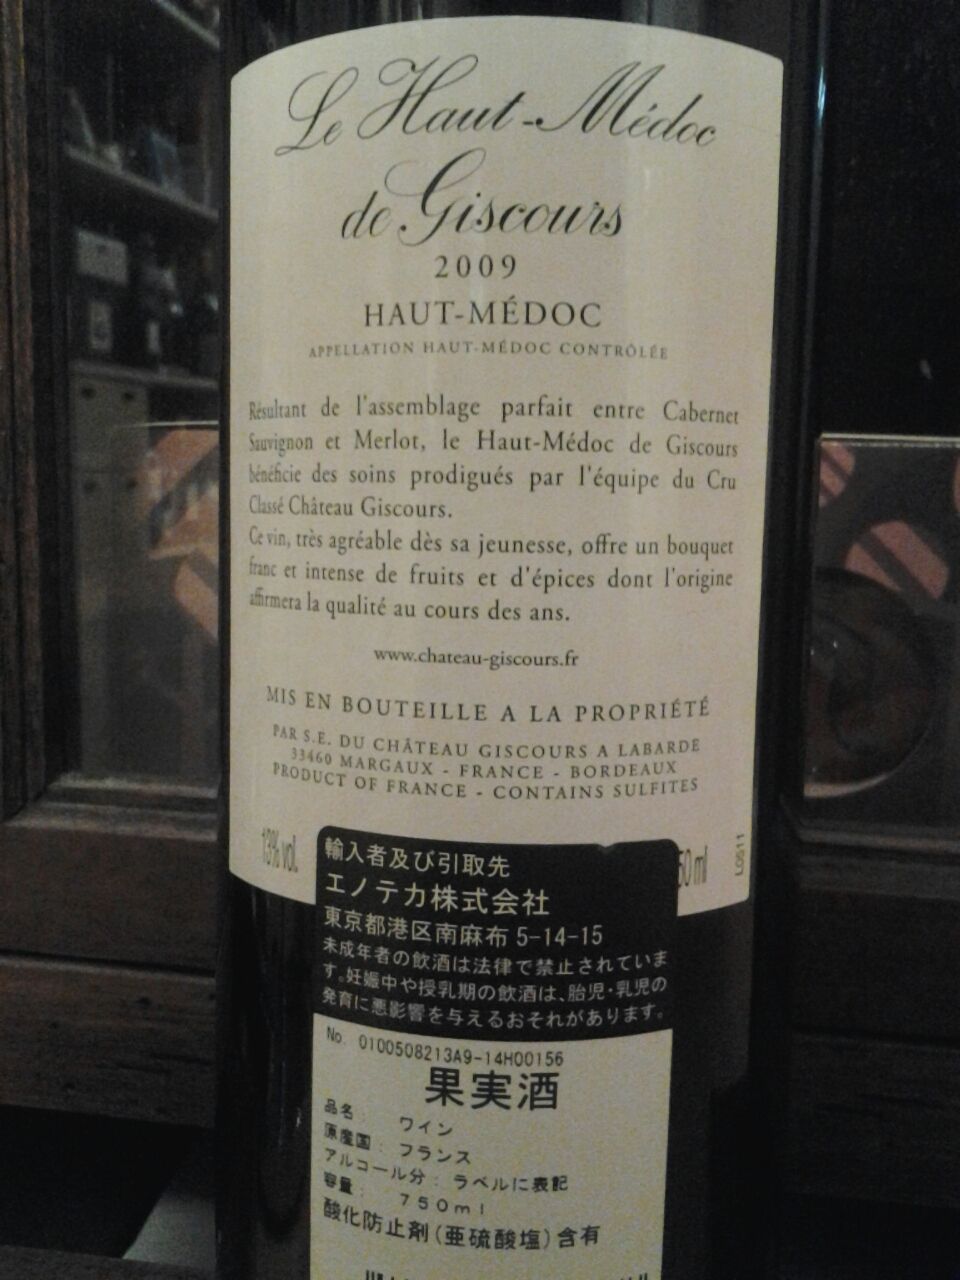 Le Haut-Médoc
de Giscours
2009
HAUT-MÉDOC
APPELLATION HAUT-MÉDOC CONTRÔLÉE
Résultant de l'assemblage parfait entre Cabernet
Sauvignon et Merlot, le Haut-Médoc de Giscours
bénéficie des soins prodigués par l'équipe du Cru
Classé Château Giscours.
Ce vin, très agréable dès sa jeunesse, offre un bouquet
franc et intense de fruits et d'épices dont l'origine
affirmera la qualité au cours des ans.
www.chateau-giscours.fr
MIS EN BOUTEILLE A LA PROPRIÉTÉ
PAR S.E. DU CHÂTEAU GISCOURS A LABARDE
33460 MARGAUX - FRANCE - BORDEAUX
PRODUCT OF FRANCE - CONTAINS SULFITES
13% vol.
50 ml
L0511
輸入者及び引取先
エノテカ株式会社
東京都港区南麻布 5-14-15
未成年者の飲酒は法律で禁止されていま
す。妊娠中や授乳期の飲酒は、胎児・乳児の
発育に悪影響を与えるおそれがあります。
No. 0100508213A9-14H00156
果実酒
品名: ワイン
原産国: フランス
アルコール分: ラベルに表記
容量: 750ml
酸化防止剤(亜硫酸塩)含有